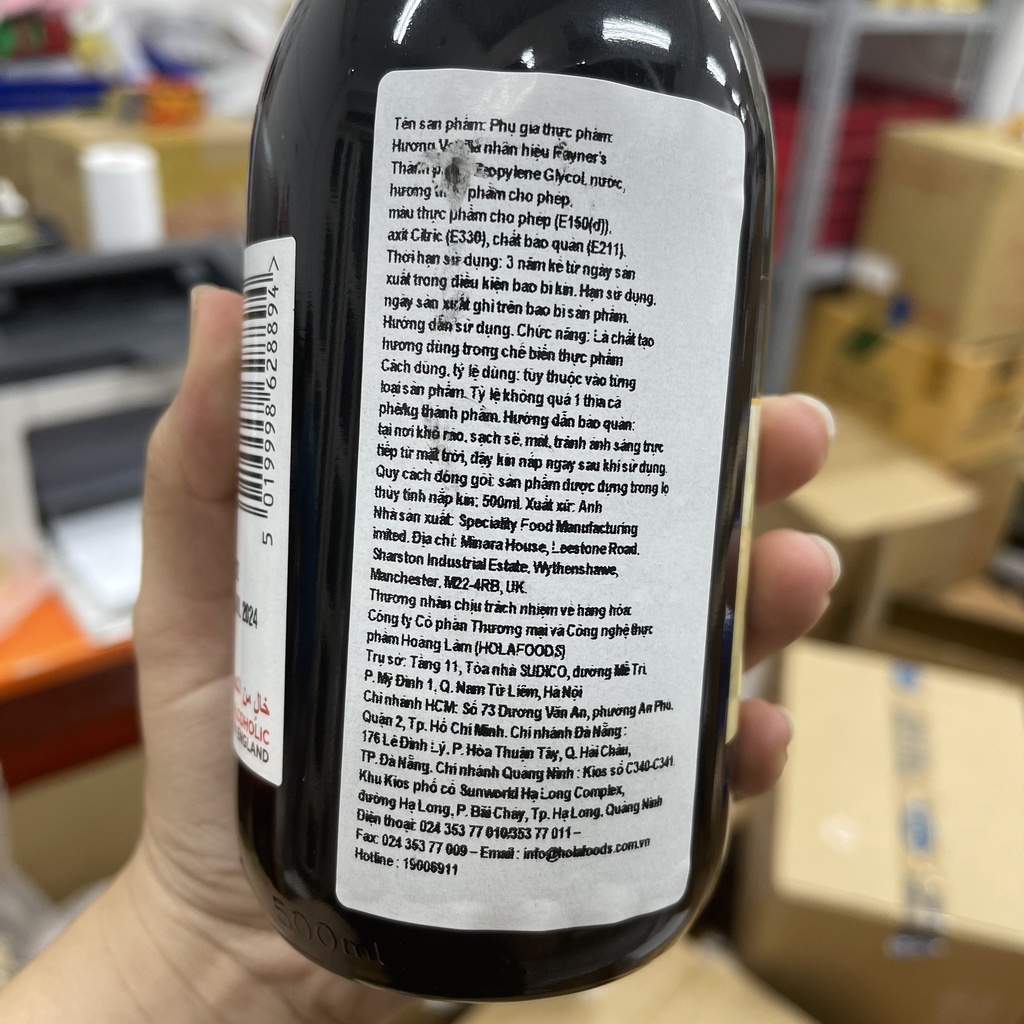 Tên sản phẩm: Phụ gia thực phẩm:
Hương nhãn hiệu Rayner's
Propylene Glycol, nước,
hương phẩm cho phép,
màu thực phẩm cho phép (E150(d)),
axit Citric (E330), chất bảo quản (E211).
Thời hạn sử dụng: 3 năm kể từ ngày sản
xuất trong điều kiện bao bì kín. Hạn sử dụng,
ngày sản xuất ghi trên bao bì sản phẩm.
Hướng dẫn sử dụng. Chức năng: Là chất tạo
hương dùng trong chế biến thực phẩm
Cách dùng, tỷ lệ dùng: tùy thuộc vào từng
loại sản phẩm. Tỷ lệ không quá 1 thìa cà
phê/kg thành phẩm. Hướng dẫn bảo quản:
tại nơi khô ráo, sạch sẽ, mát, tránh ánh sáng trực
tiếp từ mặt trời, đậy kín nắp ngay sau khi sử dụng.
Quy cách đóng gói: sản phẩm được đựng trong lọ
thủy tinh nắp kín; 500ml. Xuất xứ: Anh
Nhà sản xuất: Speciality Food Manufacturing
imited. Địa chỉ: Minara House, Leestone Road,
Sharston Industrial Estate, Wythenshawe,
Manchester, M22-4RB, UK.
Thương nhân chịu trách nhiệm về hàng hóa:
Công ty Cổ phần Thương mại và Công nghệ thực
phẩm Hoàng Lâm (HOLAFOODS)
Trụ sở: Tầng 11, Tòa nhà SUDICO, đường Mễ Trì,
P. Mỹ Đình 1, Q. Nam Từ Liêm, Hà Nội
Chi nhánh HCM: Số 73 Dương Văn An, phường An Phú,
Quận 2, Tp. Hồ Chí Minh. Chi nhánh Đà Nẵng :
176 Lê Đình Lý, P. Hòa Thuận Tây, Q. Hải Châu,
TP. Đà Nẵng. Chi nhánh Quảng Ninh : Kios số C340-C341
Khu Kios phố cổ Sunworld Hạ Long Complex,
đường Hạ Long, P. Bãi Cháy, Tp. Hạ Long, Quảng Ninh
Điện thoại: 024 353 77 010/353 77 011 –
Fax: 024 353 77 009 – Email : info@holafoods.com.vn
Hotline : 19006911
5 019998 628894 >
2024
خال من
COHOLIC
ENGLAND
500ml